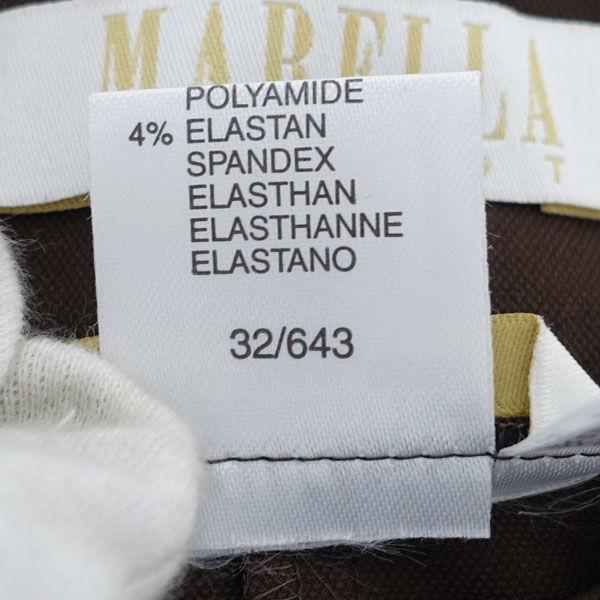 MARELLA
T
POLYAMIDE
4% ELASTAN
SPANDEX
ELASTHAN
ELASTHANNE
ELASTANO
32/643